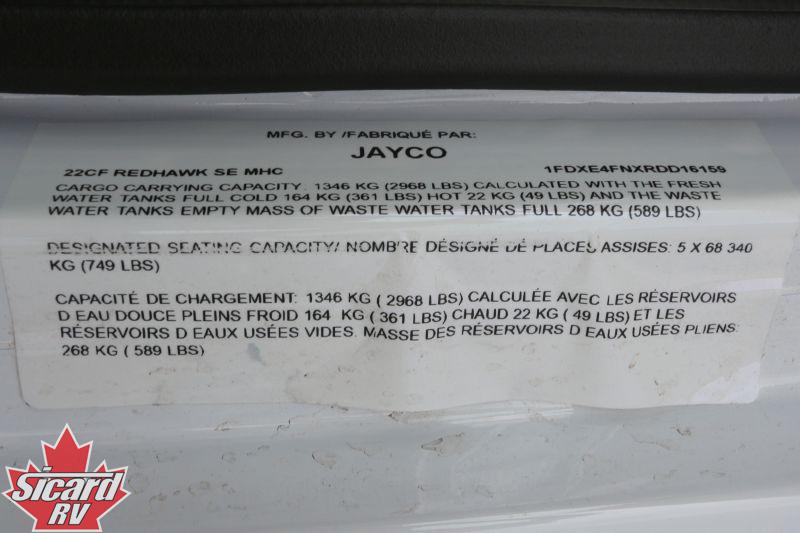 MFG. BY /FABRIQUÉ PAR:
JAYCO
22CF REDHAWK SE MHC 1FDXE4FNXRDD16159
CARGO CARRYING CAPACITY: 1346 KG (2968 LBS) CALCULATED WITH THE FRESH
WATER TANKS FULL COLD 164 KG (361 LBS) HOT 22 KG (49 LBS) AND THE WASTE
WATER TANKS EMPTY MASS OF WASTE WATER TANKS FULL 268 KG (589 LBS)
DESIGNATED SEATING CAPACITY/ NOMBRE DÉSIGNÉ DE PLACES ASSISES: 5 X 68 340
KG (749 LBS)
CAPACITÉ DE CHARGEMENT: 1346 KG ( 2968 LBS) CALCULÉE AVEC LES RÉSERVOIRS
D EAU DOUCE PLEINS FROID 164 KG ( 361 LBS) CHAUD 22 KG ( 49 LBS) ET LES
RÉSERVOIRS D EAUX USÉES VIDES. MASSE DES RÉSERVOIRS D EAUX USÉES PLIENS:
268 KG ( 589 LBS)
Sicard
RV